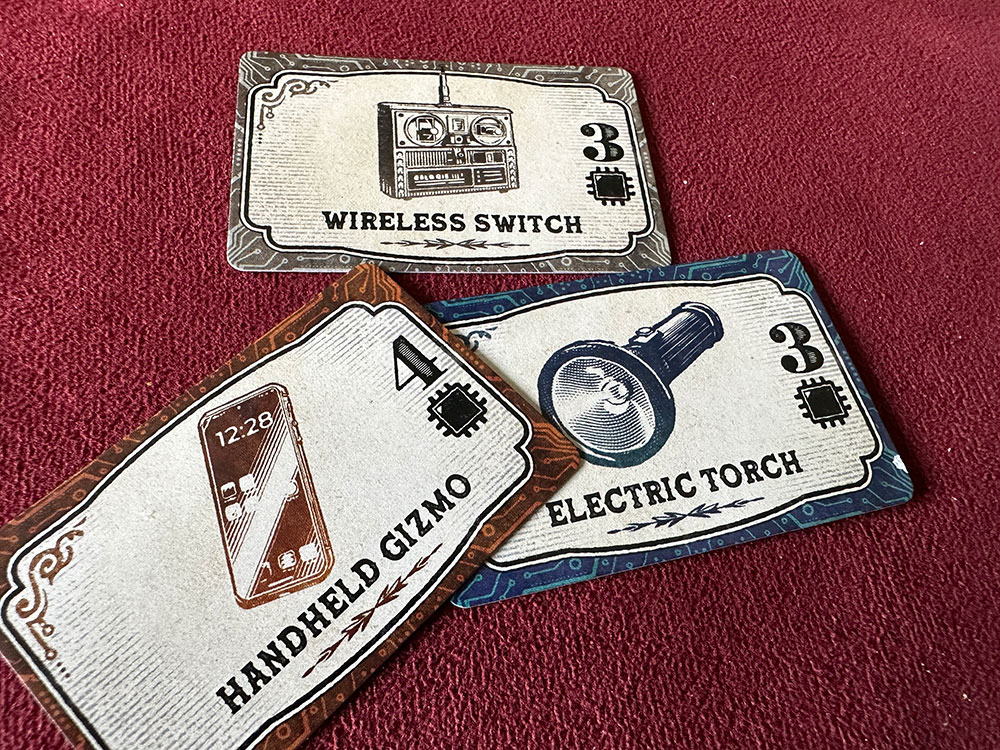 3
WIRELESS SWITCH
3
ELECTRIC TORCH
4
12:28
HANDHELD GIZMO